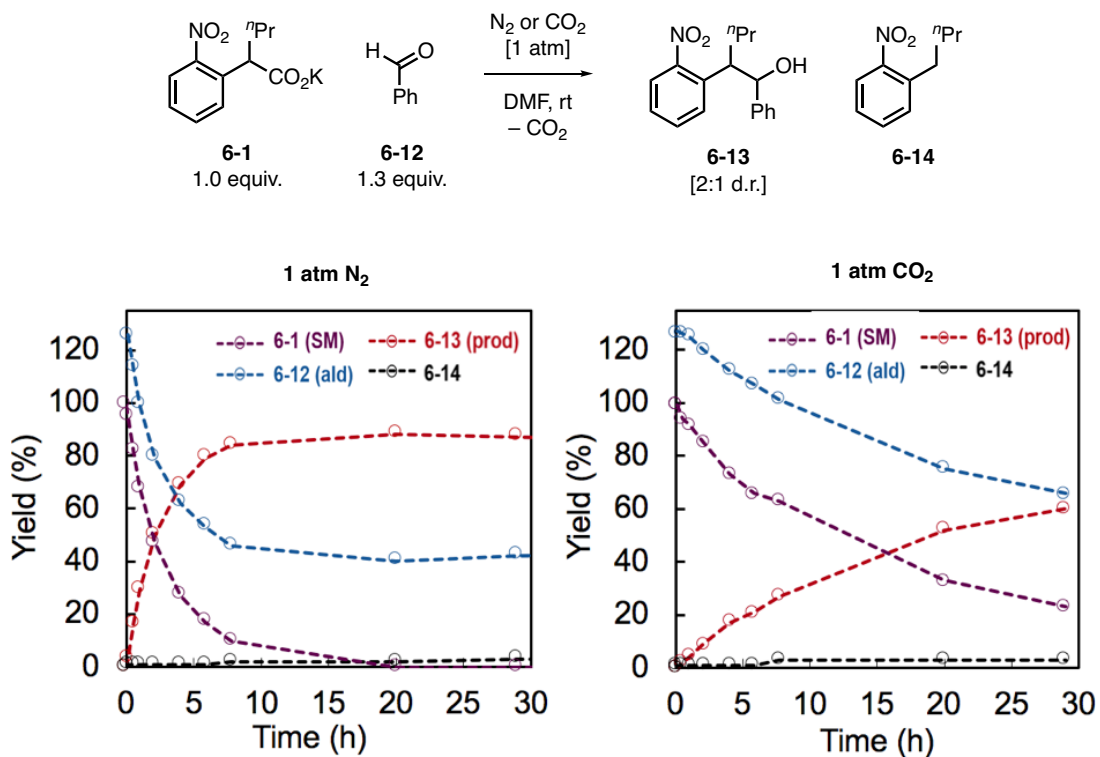 NO₂
ⁿPr
CO₂K
6-1
1.0 equiv.
H
O
Ph
6-12
1.3 equiv.
N₂ or CO₂
[1 atm]
DMF, rt
– CO₂
NO₂
ⁿPr
OH
Ph
6-13
[2:1 d.r.]
NO₂
ⁿPr
6-14
1 atm N₂
6-1 (SM)
6-13 (prod)
6-12 (ald)
6-14
Yield (%)
120
100
80
60
40
20
0
0 5 10 15 20 25 30
Time (h)
1 atm CO₂
6-1 (SM)
6-13 (prod)
6-12 (ald)
6-14
Yield (%)
120
100
80
60
40
20
0
0 5 10 15 20 25 30
Time (h)